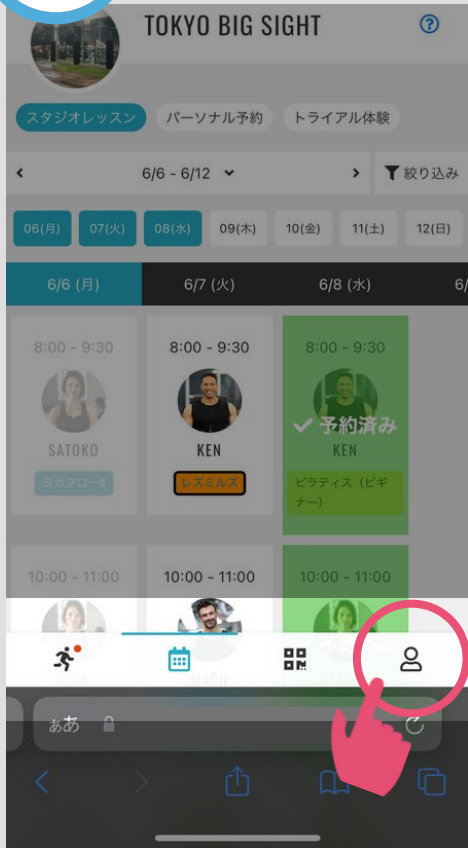 TOKYO BIG SIGHT
スタジオレッスン パーソナル予約 トライアル体験
6/6 - 6/12 絞り込み
06(月) 07(火) 08(水) 09(木) 10(金) 11(土) 12(日)
6/6 (月) 6/7 (火) 6/8 (水) 6/
8:00 - 9:30 8:00 - 9:30 8:00 - 9:30
予約済み
SATOKO KEN KEN
ヨガフローⅡ レズミルズ ピラティス（ビギ
ナー）
10:00 - 11:00 10:00 - 11:00 10:00 - 11:00
MACO
ぁあ